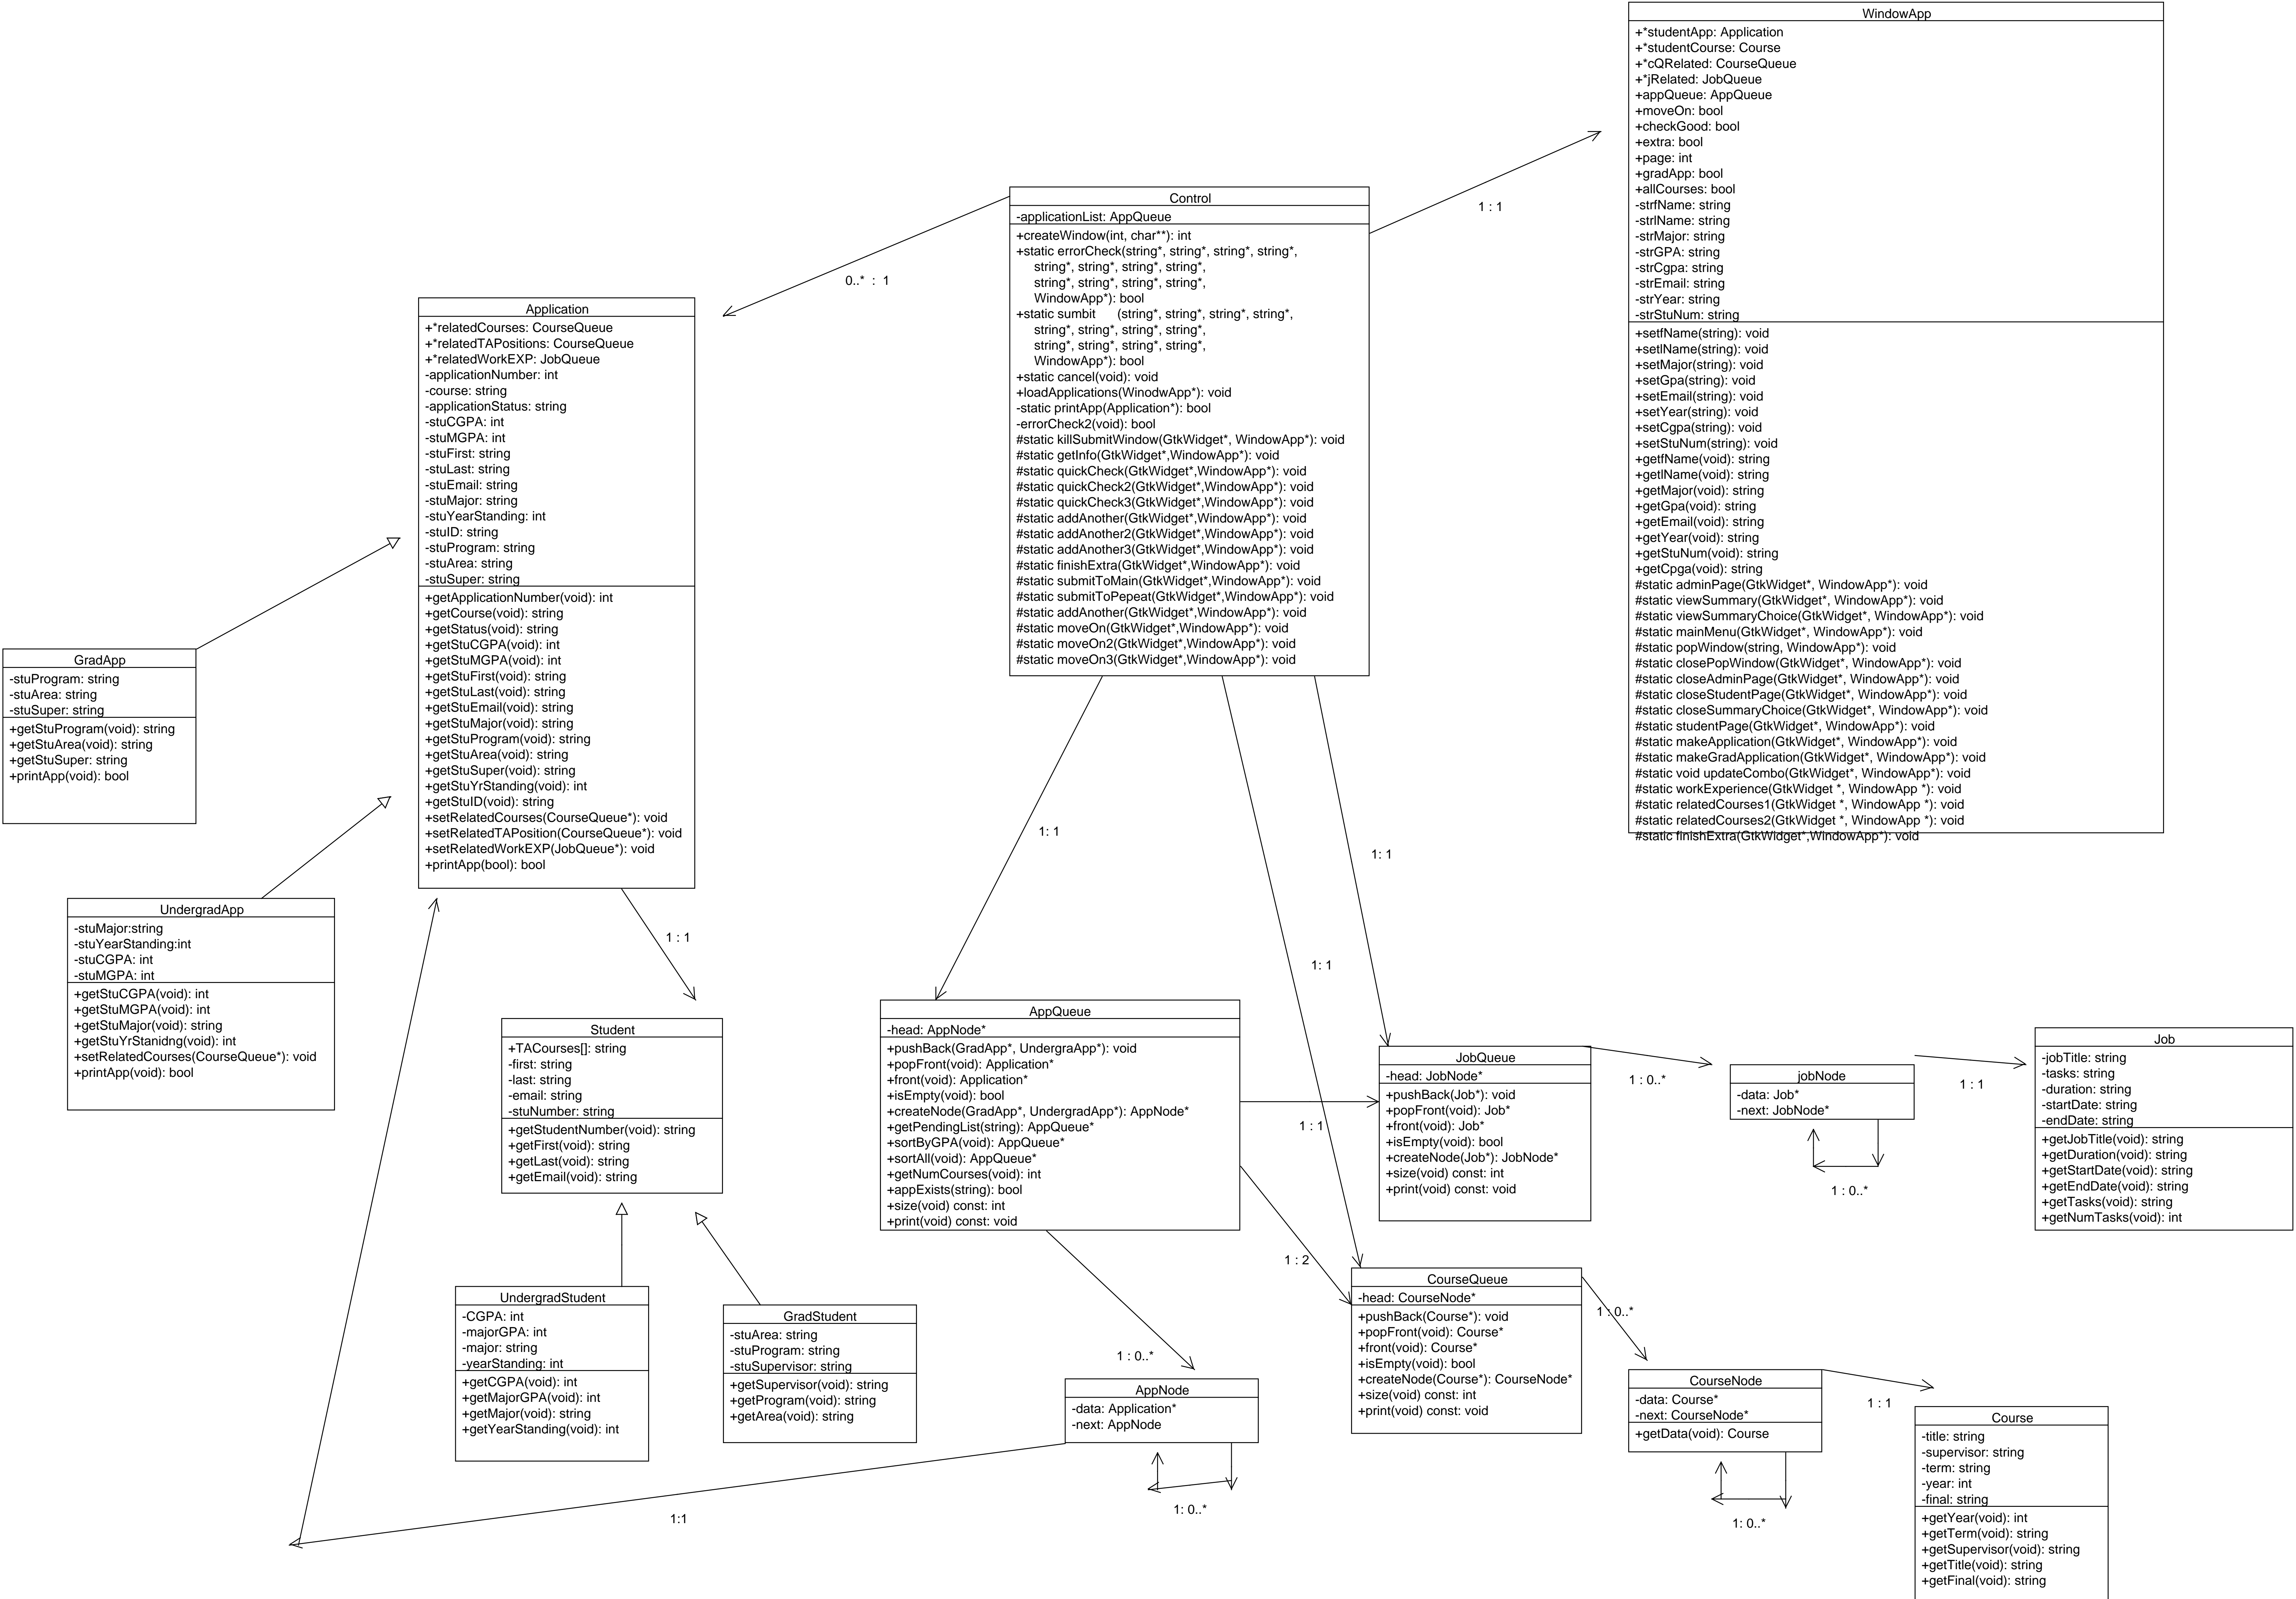 WindowApp
+*studentApp: Application
+*studentCourse: Course
+*cQRelated: CourseQueue
+*jRelated: JobQueue
+appQueue: AppQueue
+moveOn: bool
+checkGood: bool
+extra: bool
+page: int
+gradApp: bool
+allCourses: bool
-strfName: string
-strlName: string
-strMajor: string
-strGPA: string
-strCgpa: string
-strEmail: string
-strYear: string
-strStuNum: string
+setfName(string): void
+setlName(string): void
+setMajor(string): void
+setGpa(string): void
+setEmail(string): void
+setYear(string): void
+setCgpa(string): void
+setStuNum(string): void
+getfName(void): string
+getlName(void): string
+getMajor(void): string
+getGpa(void): string
+getEmail(void): string
+getYear(void): string
+getStuNum(void): string
+getCpga(void): string
#static adminPage(GtkWidget*, WindowApp*): void
#static viewSummary(GtkWidget*, WindowApp*): void
#static viewSummaryChoice(GtkWidget*, WindowApp*): void
#static mainMenu(GtkWidget*, WindowApp*): void
#static popWindow(string, WindowApp*): void
#static closePopWindow(GtkWidget*, WindowApp*): void
#static closeAdminPage(GtkWidget*, WindowApp*): void
#static closeStudentPage(GtkWidget*, WindowApp*): void
#static closeSummaryChoice(GtkWidget*, WindowApp*): void
#static studentPage(GtkWidget*, WindowApp*): void
#static makeApplication(GtkWidget*, WindowApp*): void
#static makeGradApplication(GtkWidget*, WindowApp*): void
#static void updateCombo(GtkWidget*, WindowApp*): void
#static workExperience(GtkWidget *, WindowApp *): void
#static relatedCourses1(GtkWidget *, WindowApp *): void
#static relatedCourses2(GtkWidget *, WindowApp *): void
#static finishExtra(GtkWidget*,WindowApp*): void
1 : 1
Control
-applicationList: AppQueue
+createWindow(int, char**): int
+static errorCheck(string*, string*, string*, string*,
string*, string*, string*, string*,
string*, string*, string*, string*,
WindowApp*): bool
+static sumbit (string*, string*, string*, string*,
string*, string*, string*, string*,
string*, string*, string*, string*,
WindowApp*): bool
+static cancel(void): void
+loadApplications(WinodwApp*): void
-static printApp(Application*): bool
-errorCheck2(void): bool
#static killSubmitWindow(GtkWidget*, WindowApp*): void
#static getInfo(GtkWidget*,WindowApp*): void
#static quickCheck(GtkWidget*,WindowApp*): void
#static quickCheck2(GtkWidget*,WindowApp*): void
#static quickCheck3(GtkWidget*,WindowApp*): void
#static addAnother(GtkWidget*,WindowApp*): void
#static addAnother2(GtkWidget*,WindowApp*): void
#static addAnother3(GtkWidget*,WindowApp*): void
#static finishExtra(GtkWidget*,WindowApp*): void
#static submitToMain(GtkWidget*,WindowApp*): void
#static submitToPepeat(GtkWidget*,WindowApp*): void
#static addAnother(GtkWidget*,WindowApp*): void
#static moveOn(GtkWidget*,WindowApp*): void
#static moveOn2(GtkWidget*,WindowApp*): void
#static moveOn3(GtkWidget*,WindowApp*): void
0..* : 1
Application
+*relatedCourses: CourseQueue
+*relatedTAPositions: CourseQueue
+*relatedWorkEXP: JobQueue
-applicationNumber: int
-course: string
-applicationStatus: string
-stuCGPA: int
-stuMGPA: int
-stuFirst: string
-stuLast: string
-stuEmail: string
-stuMajor: string
-stuYearStanding: int
-stuID: string
-stuProgram: string
-stuArea: string
-stuSuper: string
+getApplicationNumber(void): int
+getCourse(void): string
+getStatus(void): string
+getStuCGPA(void): int
+getStuMGPA(void): int
+getStuFirst(void): string
+getStuLast(void): string
+getStuEmail(void): string
+getStuMajor(void): string
+getStuProgram(void): string
+getStuArea(void): string
+getStuSuper(void): string
+getStuYrStanding(void): int
+getStuID(void): string
+setRelatedCourses(CourseQueue*): void
+setRelatedTAPosition(CourseQueue*): void
+setRelatedWorkEXP(JobQueue*): void
+printApp(bool): bool
GradApp
-stuProgram: string
-stuArea: string
-stuSuper: string
+getStuProgram(void): string
+getStuArea(void): string
+getStuSuper: string
+printApp(void): bool
UndergradApp
-stuMajor:string
-stuYearStanding:int
-stuCGPA: int
-stuMGPA: int
+getStuCGPA(void): int
+getStuMGPA(void): int
+getStuMajor(void): string
+getStuYrStanidng(void): int
+setRelatedCourses(CourseQueue*): void
+printApp(void): bool
1 : 1
1: 1
1: 1
1: 1
Student
+TACourses[]: string
-first: string
-last: string
-email: string
-stuNumber: string
+getStudentNumber(void): string
+getFirst(void): string
+getLast(void): string
+getEmail(void): string
AppQueue
-head: AppNode*
+pushBack(GradApp*, UndergraApp*): void
+popFront(void): Application*
+front(void): Application*
+isEmpty(void): bool
+createNode(GradApp*, UndergradApp*): AppNode*
+getPendingList(string): AppQueue*
+sortByGPA(void): AppQueue*
+sortAll(void): AppQueue*
+getNumCourses(void): int
+appExists(string): bool
+size(void) const: int
+print(void) const: void
1 : 1
JobQueue
-head: JobNode*
+pushBack(Job*): void
+popFront(void): Job*
+front(void): Job*
+isEmpty(void): bool
+createNode(Job*): JobNode*
+size(void) const: int
+print(void) const: void
1 : 0..*
jobNode
-data: Job*
-next: JobNode*
1 : 0..*
1 : 1
Job
-jobTitle: string
-tasks: string
-duration: string
-startDate: string
-endDate: string
+getJobTitle(void): string
+getDuration(void): string
+getStartDate(void): string
+getEndDate(void): string
+getTasks(void): string
+getNumTasks(void): int
1 : 2
UndergradStudent
-CGPA: int
-majorGPA: int
-major: string
-yearStanding: int
+getCGPA(void): int
+getMajorGPA(void): int
+getMajor(void): string
+getYearStanding(void): int
GradStudent
-stuArea: string
-stuProgram: string
-stuSupervisor: string
+getSupervisor(void): string
+getProgram(void): string
+getArea(void): string
1 : 0..*
AppNode
-data: Application*
-next: AppNode
1: 0..*
1:1
CourseQueue
-head: CourseNode*
+pushBack(Course*): void
+popFront(void): Course*
+front(void): Course*
+isEmpty(void): bool
+createNode(Course*): CourseNode*
+size(void) const: int
+print(void) const: void
1 : 0..*
CourseNode
-data: Course*
-next: CourseNode*
+getData(void): Course
1: 0..*
1 : 1
Course
-title: string
-supervisor: string
-term: string
-year: int
-final: string
+getYear(void): int
+getTerm(void): string
+getSupervisor(void): string
+getTitle(void): string
+getFinal(void): string